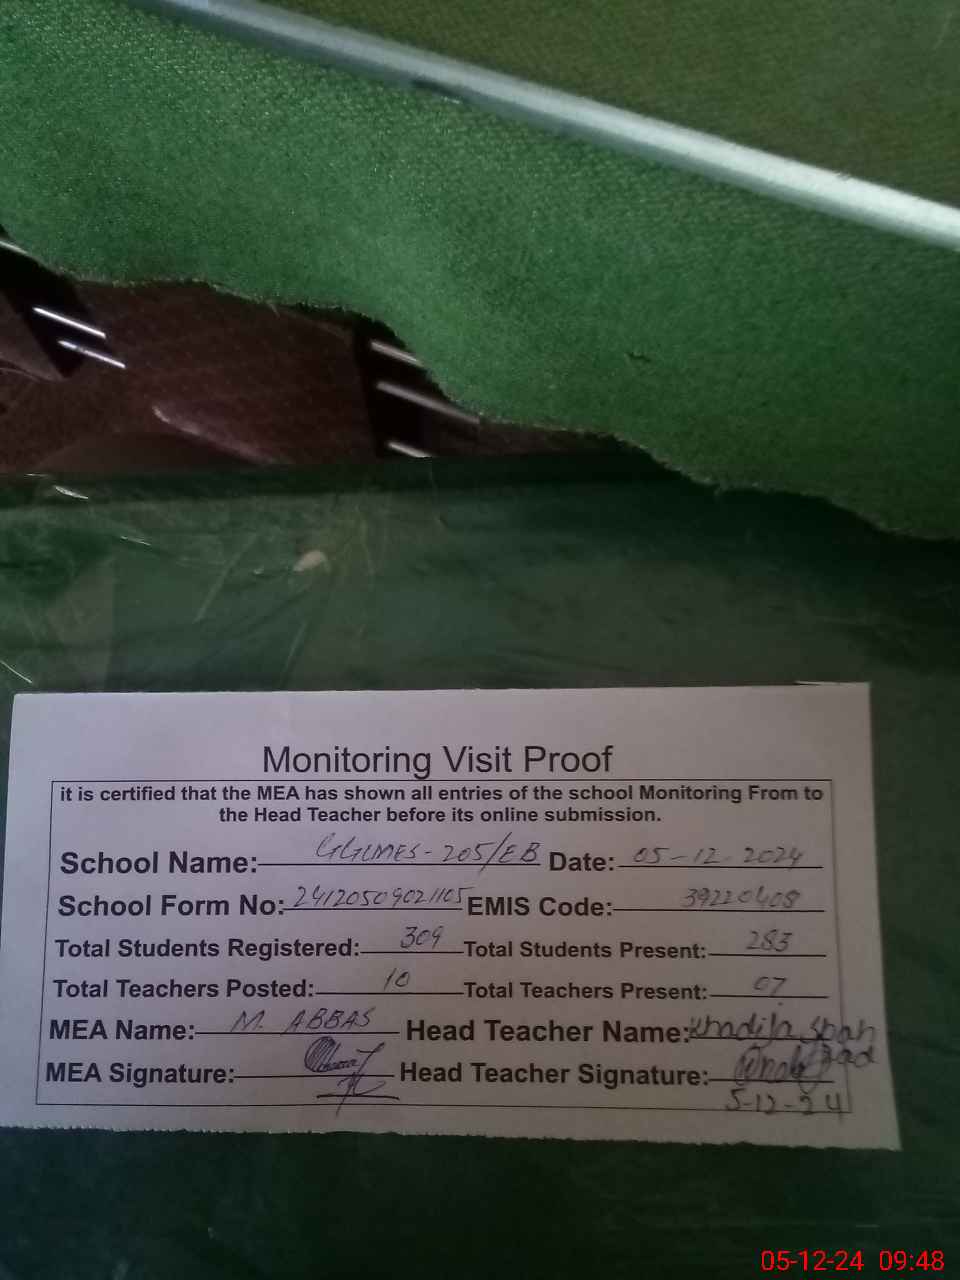 Monitoring Visit Proof
it is certified that the MEA has shown all entries of the school Monitoring From to
the Head Teacher before its online submission.
School Name: GGCMES-205/EB Date: 05-12-2024
School Form No: 24120509021105 EMIS Code: 39220408
Total Students Registered: 309 Total Students Present: 283
Total Teachers Posted: 10 Total Teachers Present: 07
MEA Name: M. ABBAS Head Teacher Name: Khadija
MEA Signature: Head Teacher Signature:
5-12-24
05-12-24 09:48